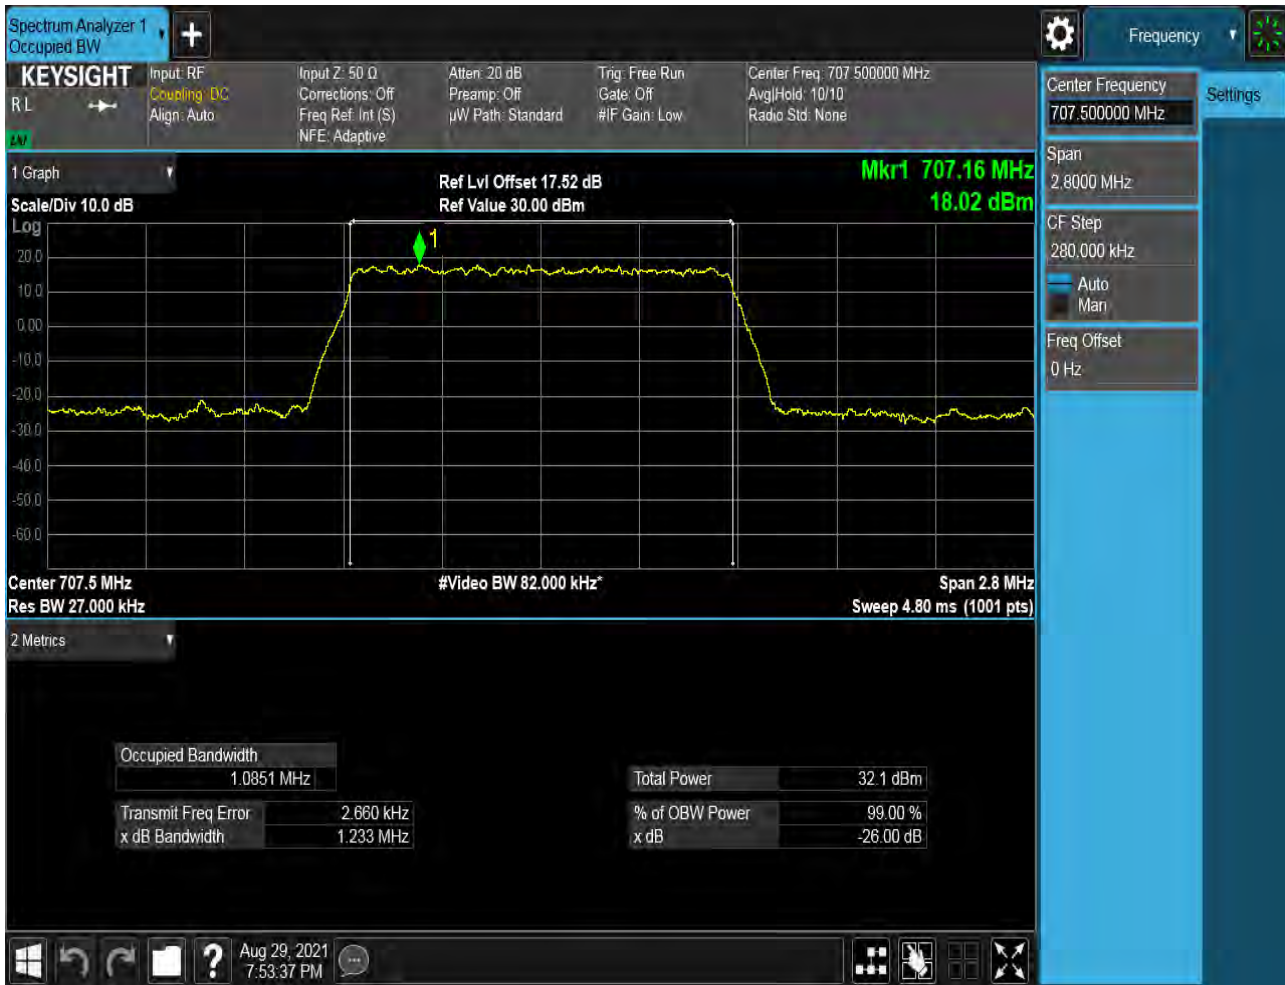 Spectrum Analyzer 1
Occupied BW
Frequency
KEYSIGHT
R L
Input: RF
Coupling: DC
Align: Auto
Input Z: 50 Ω
Corrections: Off
Freq Ref: Int (S)
NFE: Adaptive
Atten: 20 dB
Preamp: Off
µW Path: Standard
Trig: Free Run
Gate: Off
#IF Gain: Low
Center Freq: 707.500000 MHz
Avg|Hold: 10/10
Radio Std: None
Center Frequency
707.500000 MHz
Settings
Span
2.8000 MHz
CF Step
280.000 kHz
Auto
Man
Freq Offset
0 Hz
1 Graph
Scale/Div 10.0 dB
Ref Lvl Offset 17.52 dB
Ref Value 30.00 dBm
Mkr1 707.16 MHz
18.02 dBm
Log
1
20.0
10.0
0.00
-10.0
-20.0
-30.0
-40.0
-50.0
-60.0
Center 707.5 MHz
#Video BW 82.000 kHz*
Span 2.8 MHz
Res BW 27.000 kHz
Sweep 4.80 ms (1001 pts)
2 Metrics
Occupied Bandwidth
1.0851 MHz
Total Power 32.1 dBm
Transmit Freq Error 2.660 kHz
% of OBW Power 99.00 %
x dB Bandwidth 1.233 MHz
x dB -26.00 dB
?
Aug 29, 2021
7:53:37 PM